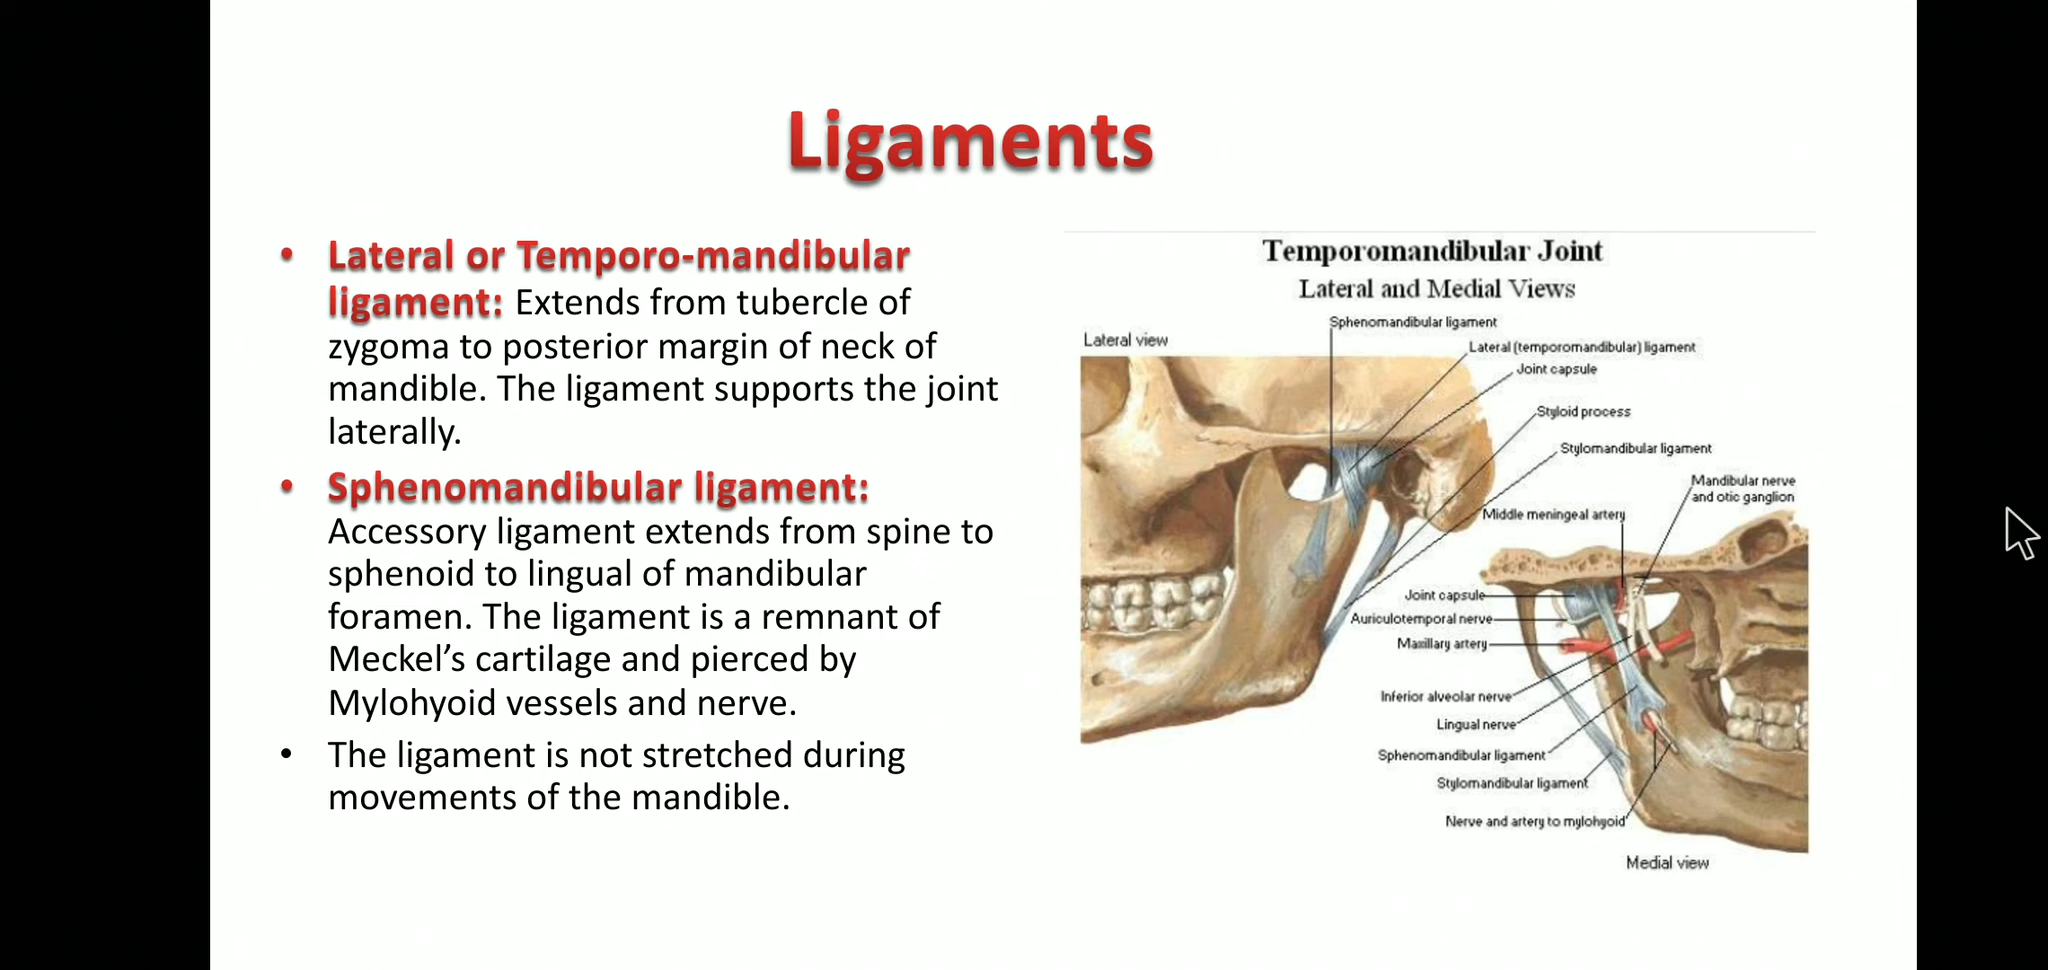 Ligaments
• Lateral or Temporo-mandibular
ligament: Extends from tubercle of
zygoma to posterior margin of neck of
mandible. The ligament supports the joint
laterally.
• Sphenomandibular ligament:
Accessory ligament extends from spine to
sphenoid to lingual of mandibular
foramen. The ligament is a remnant of
Meckel’s cartilage and pierced by
Mylohyoid vessels and nerve.
• The ligament is not stretched during
movements of the mandible.
Temporomandibular Joint
Lateral and Medial Views
Sphenomandibular ligament
Lateral view
Lateral (temporomandibular) ligament
Joint capsule
Styloid process
Stylomandibular ligament
Mandibular nerve
and otic ganglion
Middle meningeal artery
Joint capsule
Auriculotemporal nerve
Maxillary artery
Inferior alveolar nerve
Lingual nerve
Sphenomandibular ligament
Stylomandibular ligament
Nerve and artery to mylohyoid
Medial view